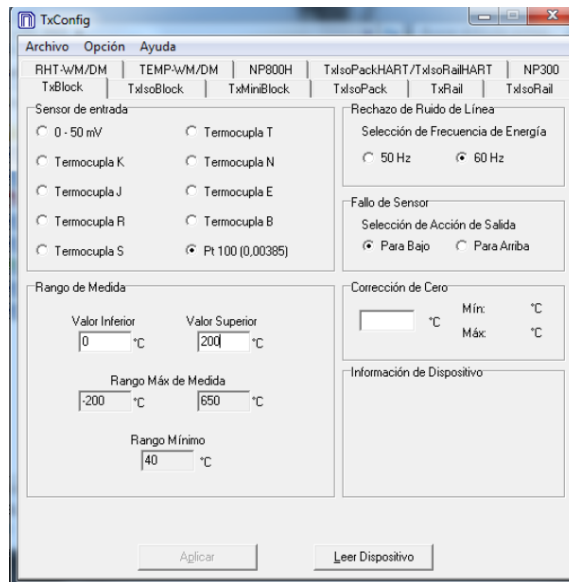 TxConfig
Archivo Opción Ayuda
RHT-WM/DM TEMP-WM/DM NP800H TxIsoPackHART/TxIsoRailHART NP300
TxBlock TxIsoBlock TxMiniBlock TxIsoPack TxRail TxIsoRail
Sensor de entrada
0 - 50 mV Termocupla T
Termocupla K Termocupla N
Termocupla J Termocupla E
Termocupla R Termocupla B
Termocupla S Pt 100 (0,00385)
Rechazo de Ruido de Línea
Selección de Frecuencia de Energía
50 Hz 60 Hz
Fallo de Sensor
Selección de Acción de Salida
Para Bajo Para Arriba
Rango de Medida
Valor Inferior Valor Superior
0 °C 200 °C
Rango Máx de Medida
-200 °C 650 °C
Rango Mínimo
40 °C
Corrección de Cero
°C Mín: °C
Máx: °C
Información de Dispositivo
Aplicar Leer Dispositivo